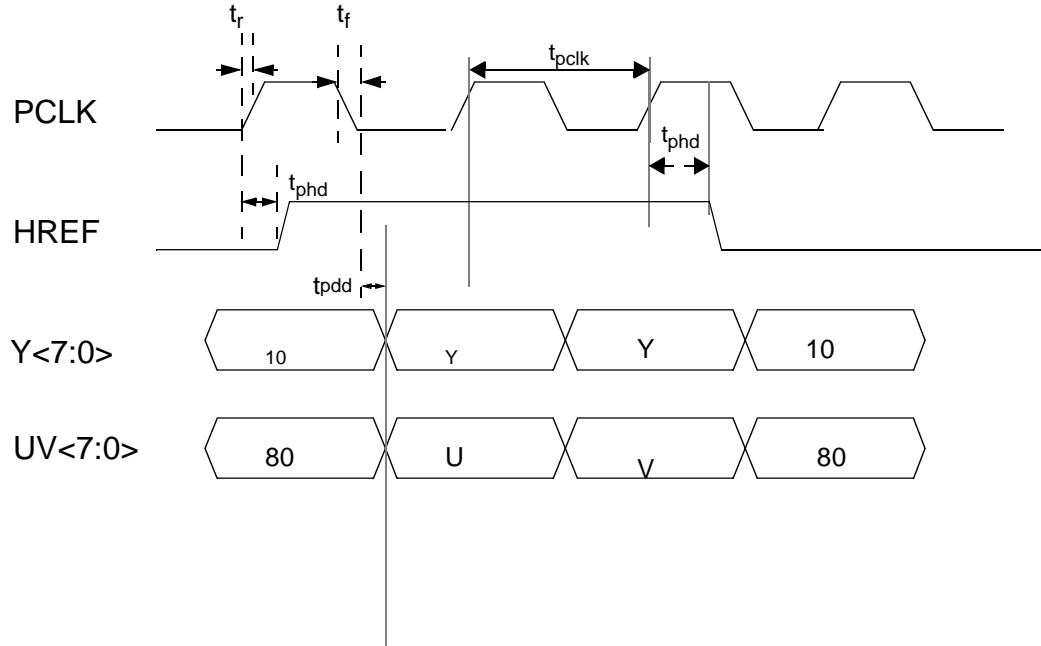 tr tf
tpclk
PCLK
tphd
tphd
HREF
tpdd
Y<7:0> 10 Y Y 10
UV<7:0> 80 U V 80